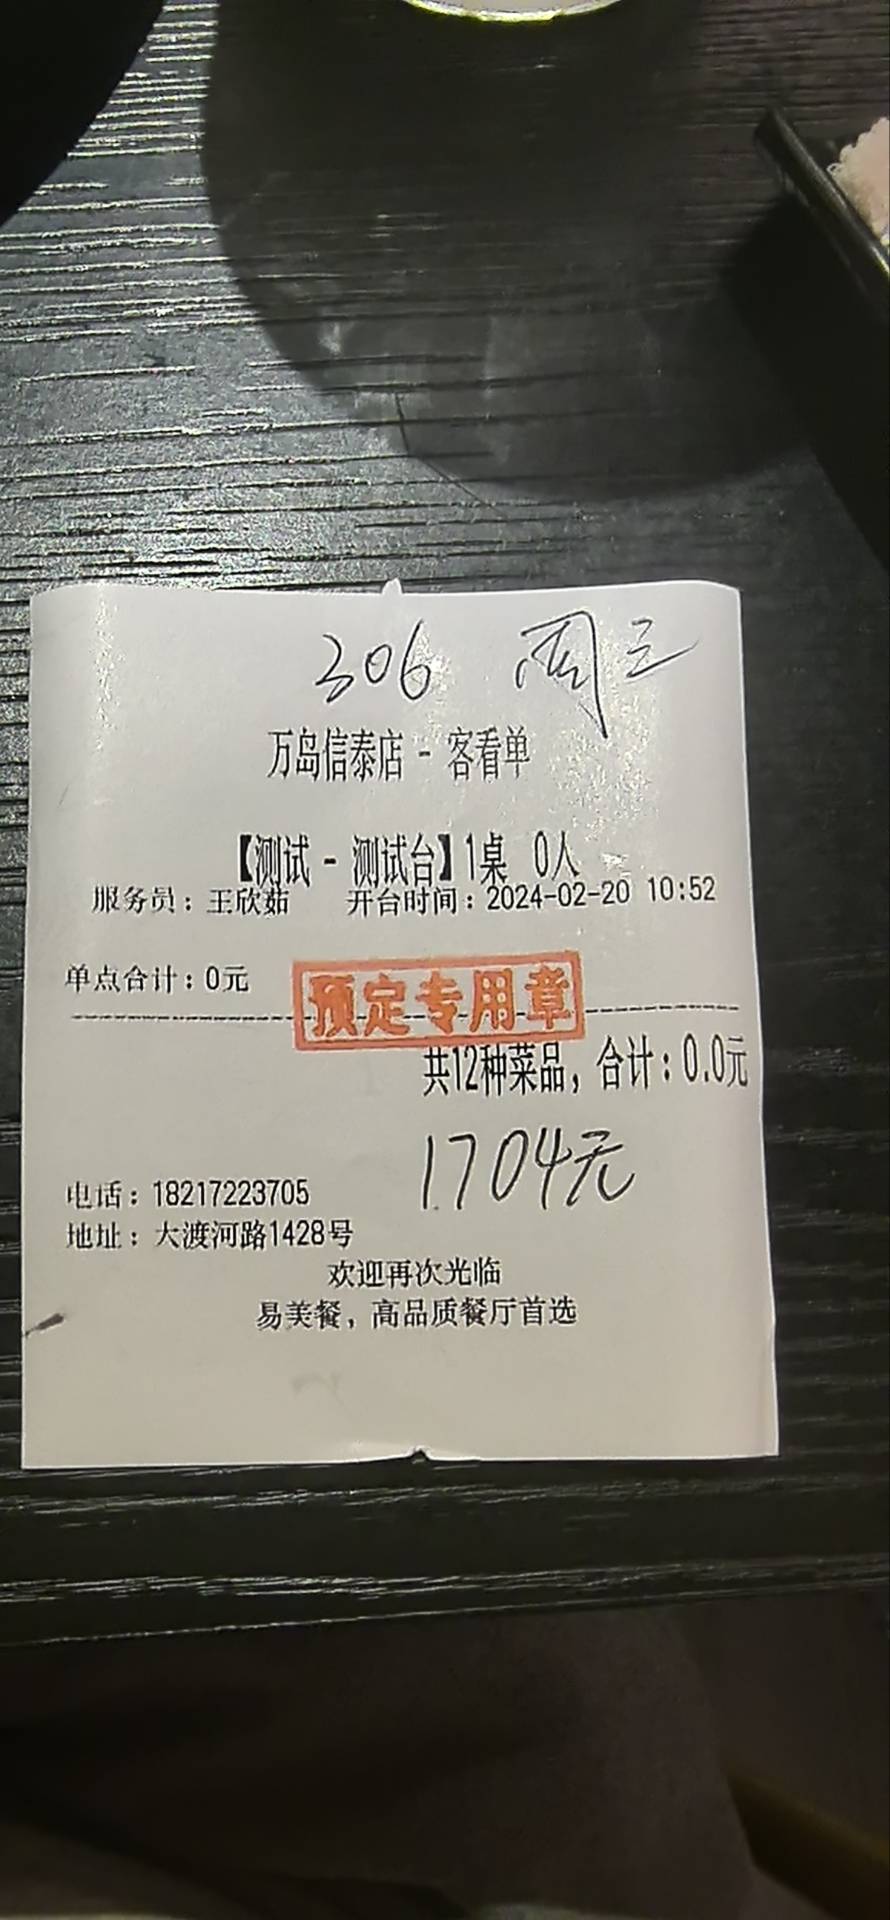 306 周三
万岛信泰店 - 客看单
【测试 - 测试台】1桌 0人
服务员：王欣茹 开台时间：2024-02-20 10:52
单点合计：0元
预定专用章
共12种菜品，合计：0.0元
1704元
电话：18217223705
地址：大渡河路1428号
欢迎再次光临
易美餐，高品质餐厅首选